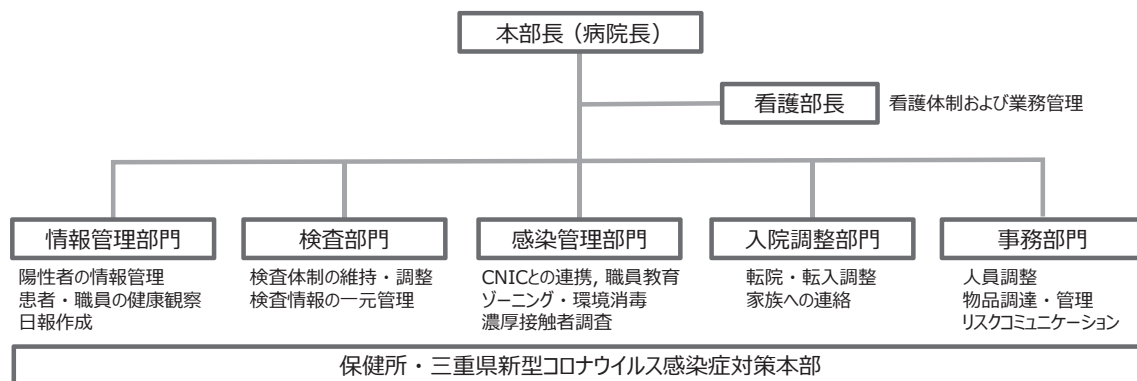 本部長（病院長）
看護部長
看護体制および業務管理
情報管理部門
陽性者の情報管理
患者・職員の健康観察
日報作成
検査部門
検査体制の維持・調整
検査情報の一元管理
感染管理部門
CNICとの連携, 職員教育
ゾーニング・環境消毒
濃厚接触者調査
入院調整部門
転院・転入調整
家族への連絡
事務部門
人員調整
物品調達・管理
リスクコミュニケーション
保健所・三重県新型コロナウイルス感染症対策本部